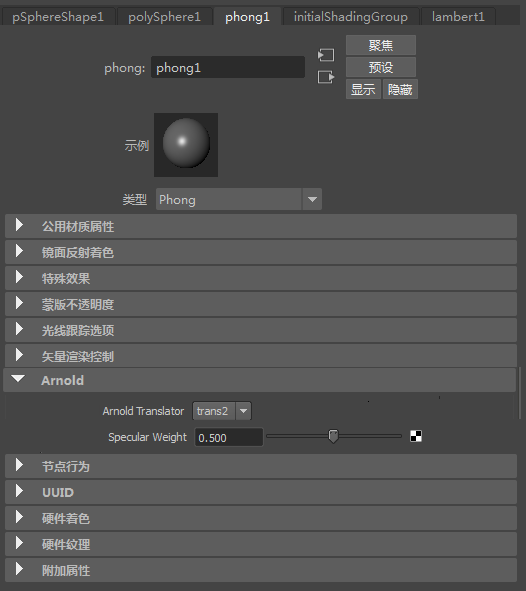 pSphereShape1 polySphere1 phong1 initialShadingGroup lambert1
聚焦
phong: phong1
预设
显示 隐藏
示例
类型 Phong
公用材质属性
镜面反射着色
特殊效果
蒙版不透明度
光线跟踪选项
矢量渲染控制
Arnold
Arnold Translator trans2
Specular Weight 0.500
节点行为
UUID
硬件着色
硬件纹理
附加属性